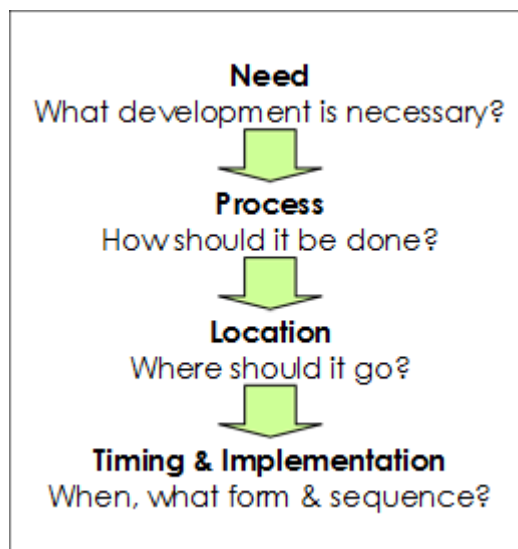 Need
What development is necessary?
Process
How should it be done?
Location
Where should it go?
Timing & Implementation
When, what form & sequence?